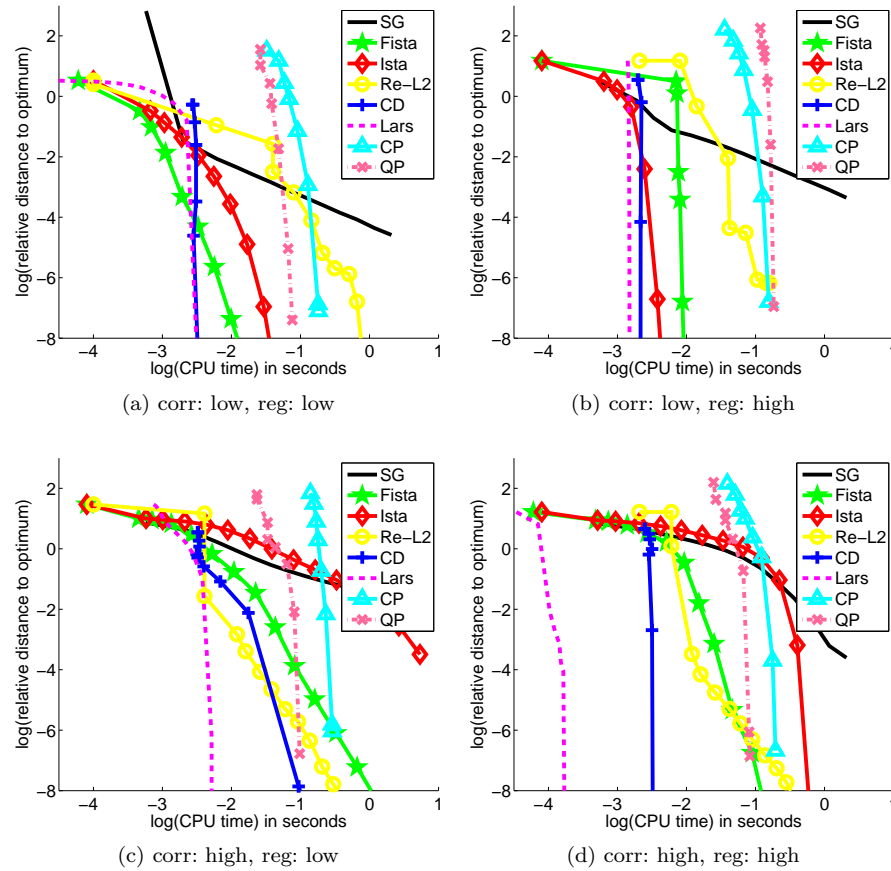 2
0
−2
−4
−6
−8
log(relative distance to optimum)
−4 −3 −2 −1 0 1
log(CPU time) in seconds
SG
Fista
Ista
Re−L2
CD
Lars
CP
QP
(a) corr: low, reg: low
2
0
−2
−4
−6
−8
log(relative distance to optimum)
−4 −3 −2 −1 0 1
log(CPU time) in seconds
SG
Fista
Ista
Re−L2
CD
Lars
CP
QP
(b) corr: low, reg: high
2
0
−2
−4
−6
−8
log(relative distance to optimum)
−4 −3 −2 −1 0 1
log(CPU time) in seconds
SG
Fista
Ista
Re−L2
CD
Lars
CP
QP
(c) corr: high, reg: low
2
0
−2
−4
−6
−8
log(relative distance to optimum)
−4 −3 −2 −1 0 1
log(CPU time) in seconds
SG
Fista
Ista
Re−L2
CD
Lars
CP
QP
(d) corr: high, reg: high